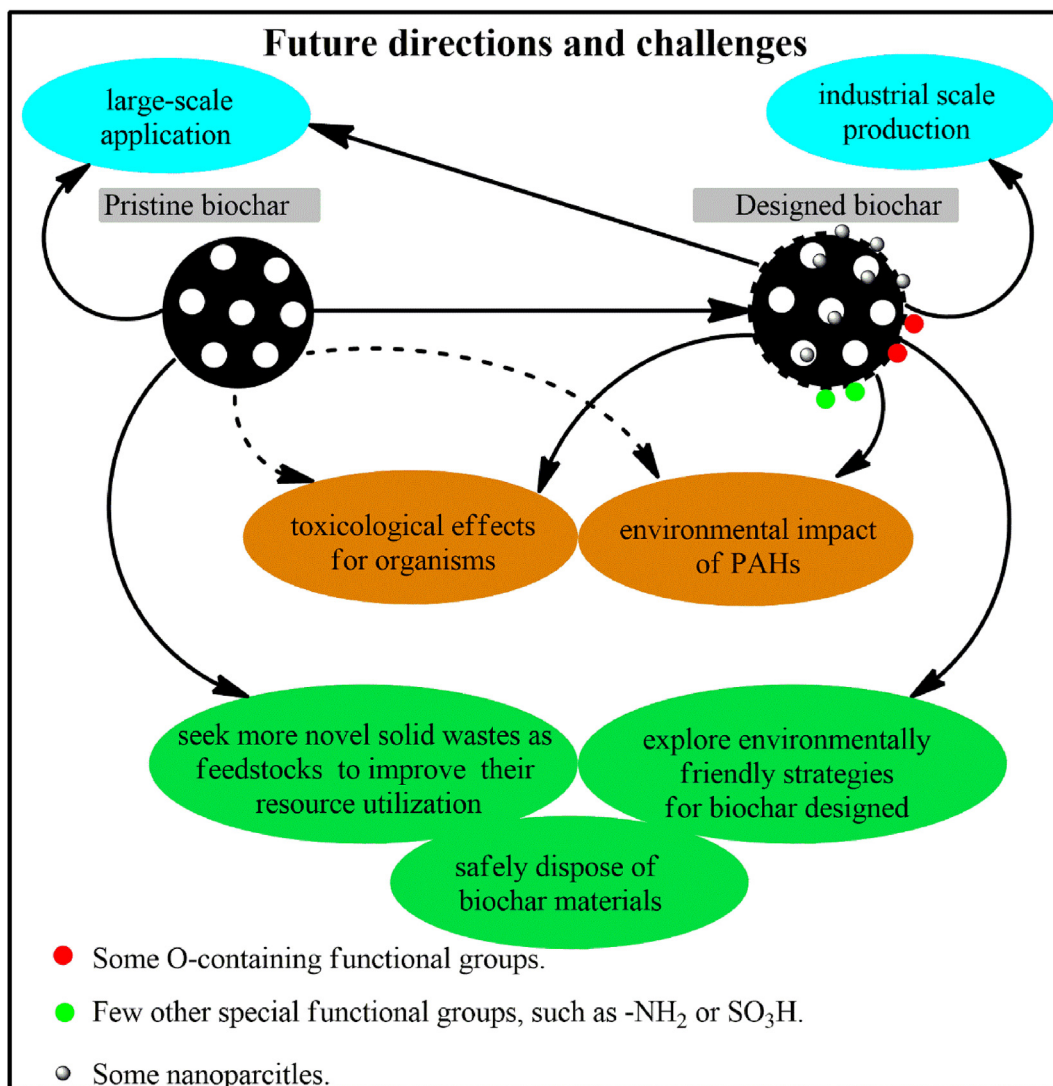 Future directions and challenges
large-scale
application
industrial scale
production
Pristine biochar
Designed biochar
toxicological effects
for organisms
environmental impact
of PAHs
seek more novel solid wastes as
feedstocks to improve their
resource utilization
explore environmentally
friendly strategies
for biochar designed
safely dispose of
biochar materials
Some O-containing functional groups.
Few other special functional groups, such as -NH₂ or SO₃H.
Some nanoparcitles.